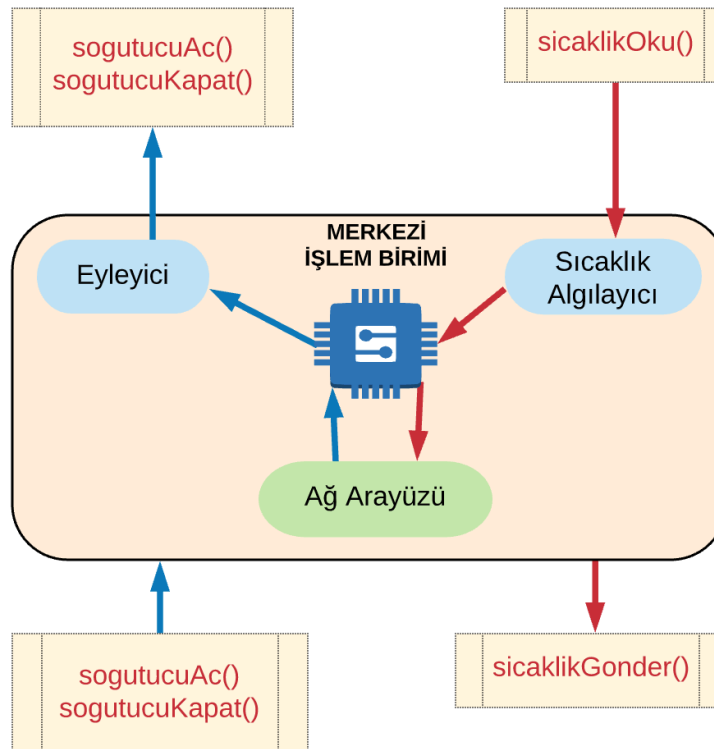 sogutucuAc()
sogutucuKapat()
sicaklikOku()
MERKEZİ
İŞLEM BİRİMİ
Eyleyici
Sıcaklık
Algılayıcı
Ağ Arayüzü
sogutucuAc()
sogutucuKapat()
sicaklikGonder()